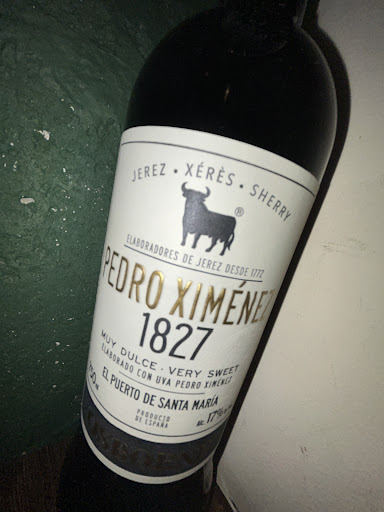 JEREZ · XÉRÈS · SHERRY
®
ELABORADORES DE JEREZ DESDE 1772
PEDRO XIMÉNEZ
1827
MUY DULCE · VERY SWEET
ELABORADO CON UVA PEDRO XIMÉNEZ
EL PUERTO DE SANTA MARÍA
PRODUCTO
DE ESPAÑA
17%